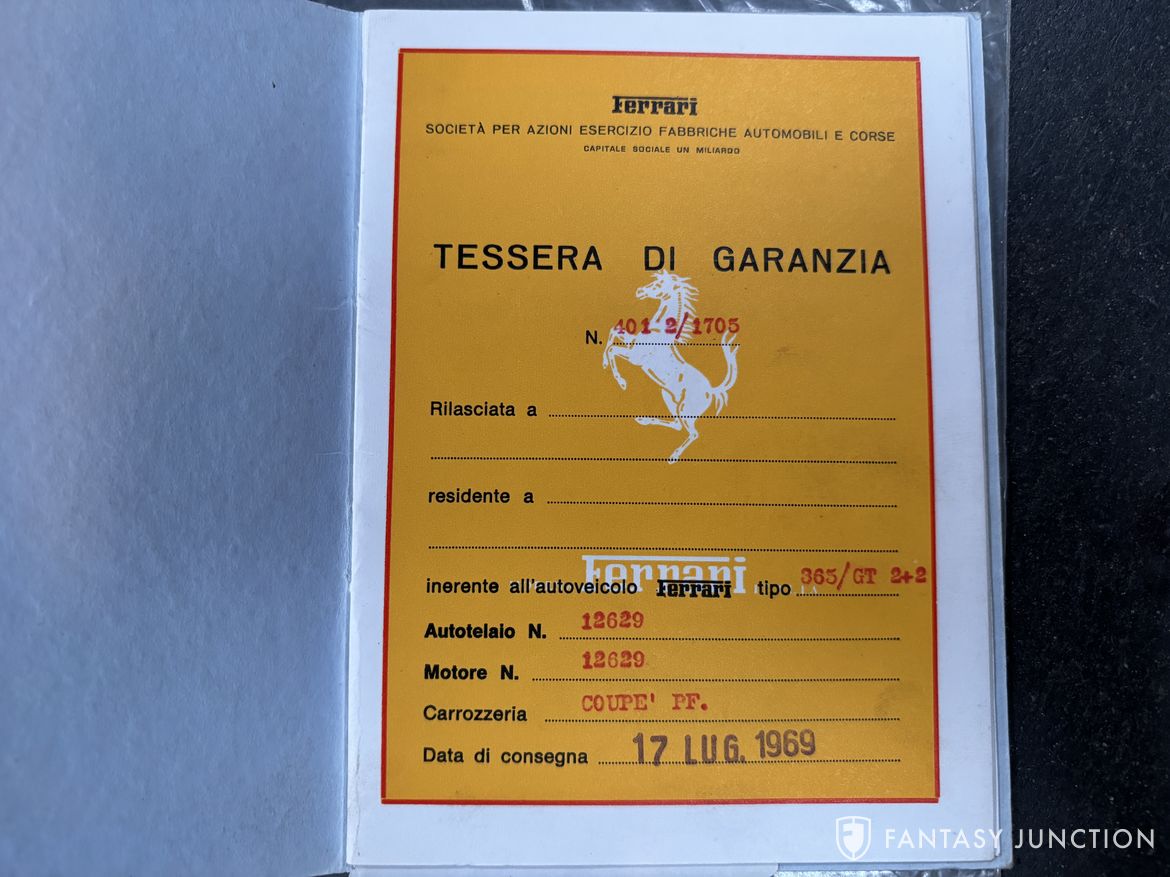 Ferrari
SOCIETÀ PER AZIONI ESERCIZIO FABBRICHE AUTOMOBILI E CORSE
CAPITALE SOCIALE UN MILIARDO
TESSERA DI GARANZIA
N. 401 2/1705
Rilasciata a
residente a
Ferrari
inerente all'autoveicolo Ferrari tipo 365/GT 2+2
Autotelaio N. 12629
Motore N. 12629
Carrozzeria COUPE' PF.
Data di consegna 17 LUG. 1969
FANTASY JUNCTION